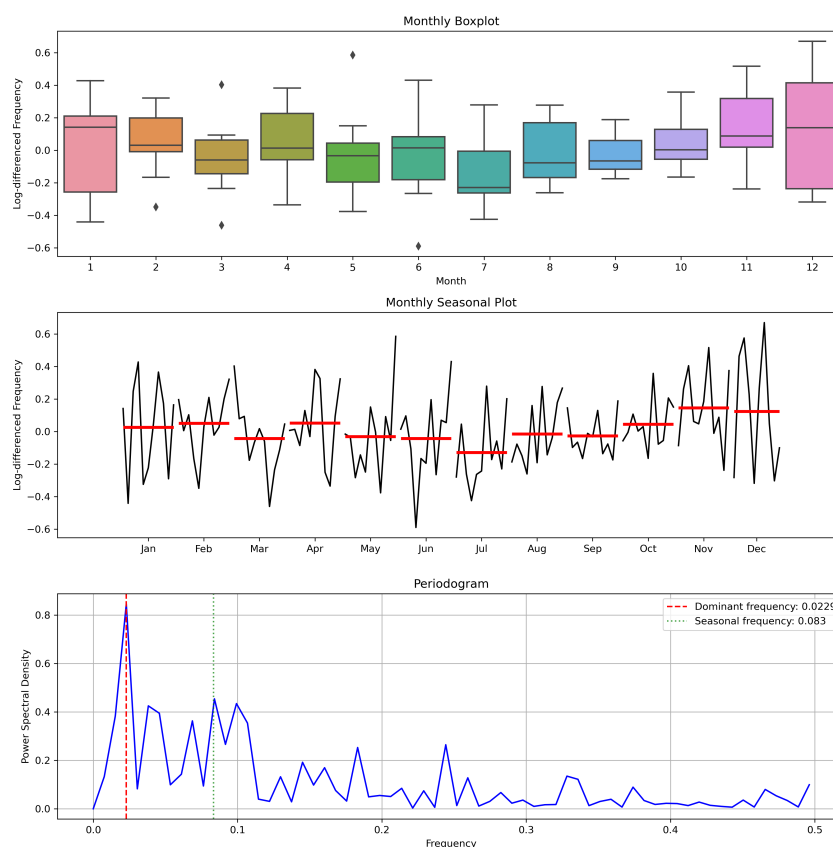 Monthly Boxplot
Log-differenced Frequency
0.6
0.4
0.2
0.0
−0.2
−0.4
−0.6
1 2 3 4 5 6 7 8 9 10 11 12
Month
Monthly Seasonal Plot
Log-differenced Frequency
0.6
0.4
0.2
0.0
−0.2
−0.4
−0.6
Jan Feb Mar Apr May Jun Jul Aug Sep Oct Nov Dec
Periodogram
Power Spectral Density
0.8
0.6
0.4
0.2
0.0
Dominant frequency: 0.0229
Seasonal frequency: 0.083
0.0 0.1 0.2 0.3 0.4 0.5
Frequency